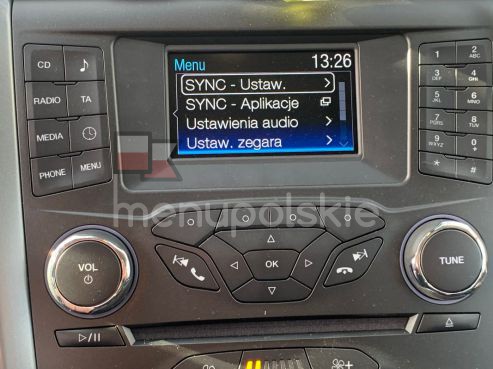 Menu 13:26
SYNC - Ustaw.
SYNC - Aplikacje
Ustawienia audio
Ustaw. zegara
CD
RADIO TA
MEDIA
PHONE MENU
1 2 ABC
3 DEF 4 GHI
5 JKL 6 MNO
7 PQRS 8 TUV
9 WXYZ 0 +
* #
menupolskie
VOL
OK
TUNE